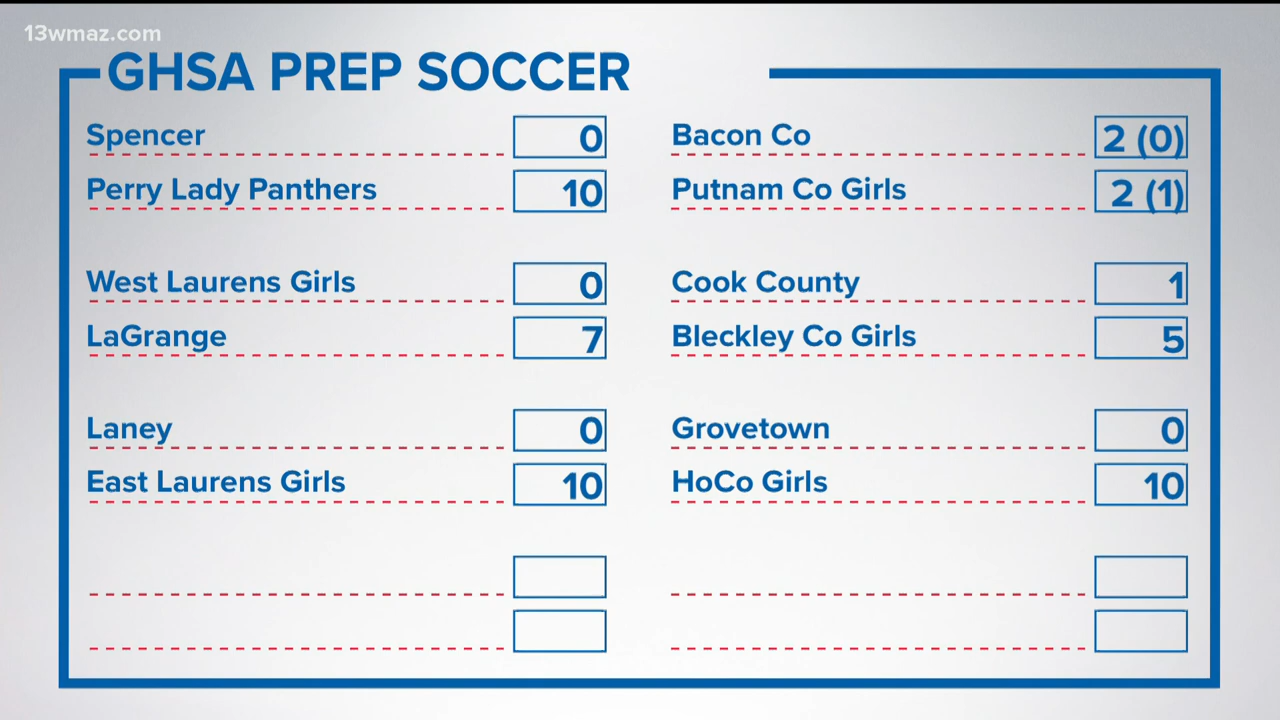 13wmaz.com
GHSA PREP SOCCER
Spencer 0
Perry Lady Panthers 10
West Laurens Girls 0
LaGrange 7
Laney 0
East Laurens Girls 10
Bacon Co 2 (0)
Putnam Co Girls 2 (1)
Cook County 1
Bleckley Co Girls 5
Grovetown 0
HoCo Girls 10